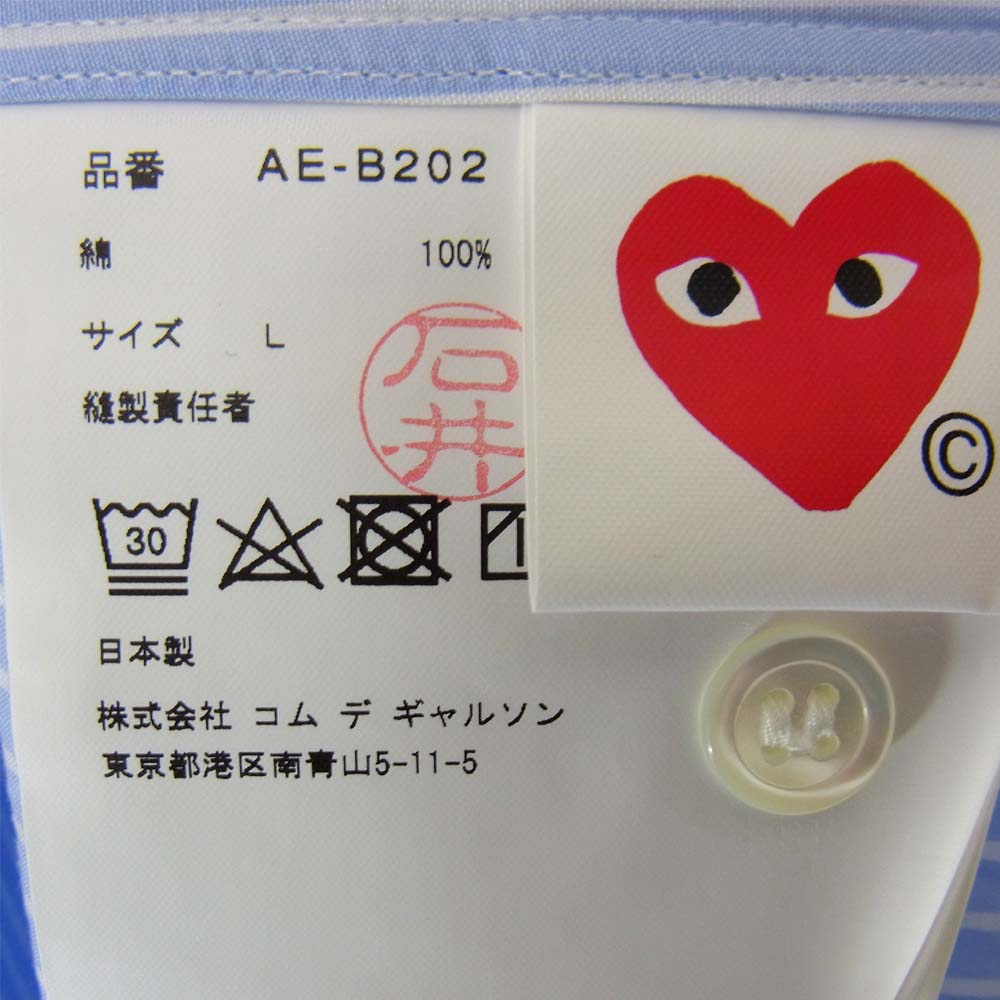 品番 AE-B202
綿 100%
サイズ L
縫製責任者
石井
30
日本製
株式会社 コム デ ギャルソン
東京都港区南青山5-11-5
©